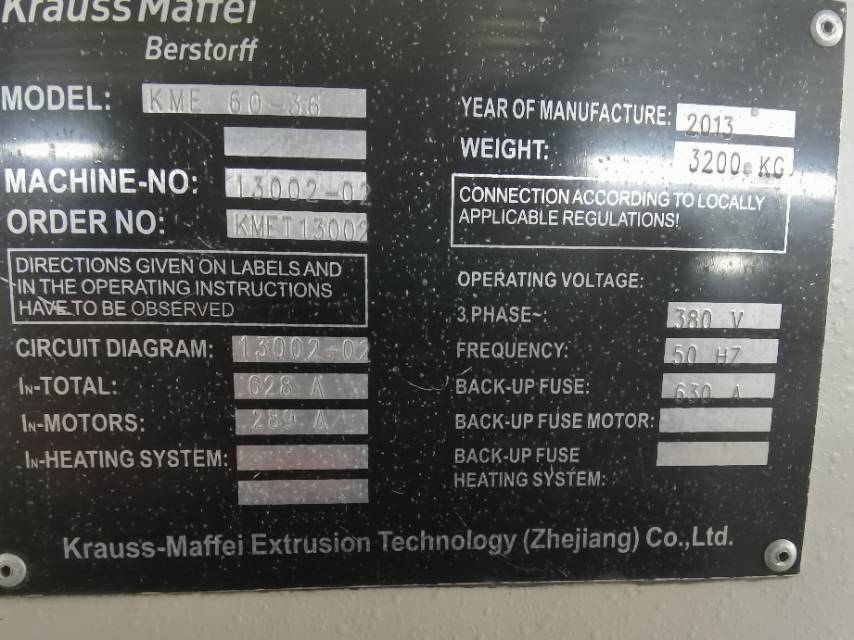 Krauss Maffei
Berstorff
MODEL: KME 60-36
MACHINE-NO: 13002-02
ORDER NO: KMET13002
DIRECTIONS GIVEN ON LABELS AND
IN THE OPERATING INSTRUCTIONS
HAVE TO BE OBSERVED
CIRCUIT DIAGRAM: 13002-02
IN-TOTAL: 628 A
IN-MOTORS: 289 A
IN-HEATING SYSTEM:
YEAR OF MANUFACTURE: 2013
WEIGHT: 3200 KG
CONNECTION ACCORDING TO LOCALLY
APPLICABLE REGULATIONS!
OPERATING VOLTAGE:
3 PHASE~: 380 V
FREQUENCY: 50 HZ
BACK-UP FUSE: 630 A
BACK-UP FUSE MOTOR:
BACK-UP FUSE
HEATING SYSTEM:
Krauss-Maffei Extrusion Technology (Zhejiang) Co.,Ltd.